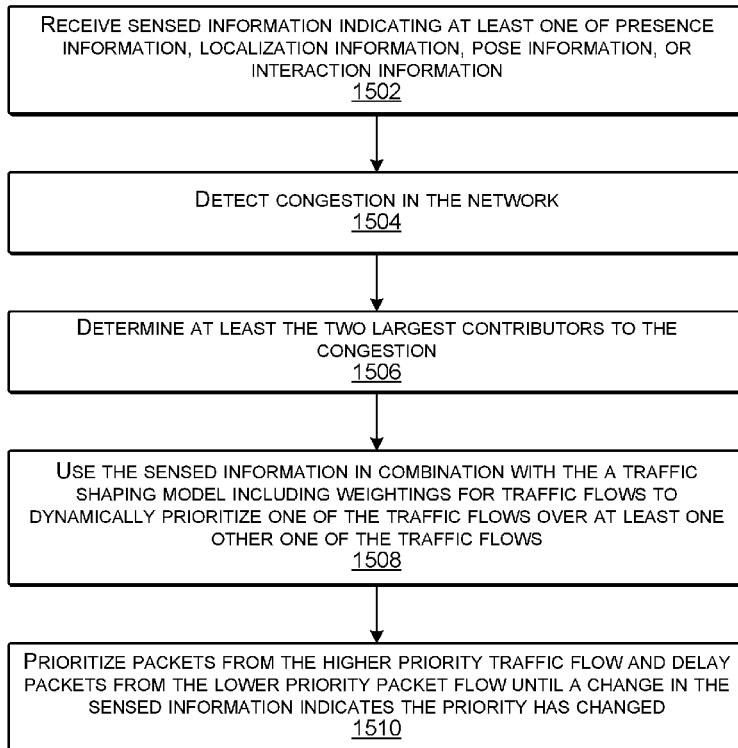 RECEIVE SENSED INFORMATION INDICATING AT LEAST ONE OF PRESENCE
INFORMATION, LOCALIZATION INFORMATION, POSE INFORMATION, OR
INTERACTION INFORMATION
1502
DETECT CONGESTION IN THE NETWORK
1504
DETERMINE AT LEAST THE TWO LARGEST CONTRIBUTORS TO THE
CONGESTION
1506
USE THE SENSED INFORMATION IN COMBINATION WITH THE A TRAFFIC
SHAPING MODEL INCLUDING WEIGHTINGS FOR TRAFFIC FLOWS TO
DYNAMICALLY PRIORITIZE ONE OF THE TRAFFIC FLOWS OVER AT LEAST ONE
OTHER ONE OF THE TRAFFIC FLOWS
1508
PRIORITIZE PACKETS FROM THE HIGHER PRIORITY TRAFFIC FLOW AND DELAY
PACKETS FROM THE LOWER PRIORITY PACKET FLOW UNTIL A CHANGE IN THE
SENSED INFORMATION INDICATES THE PRIORITY HAS CHANGED
1510